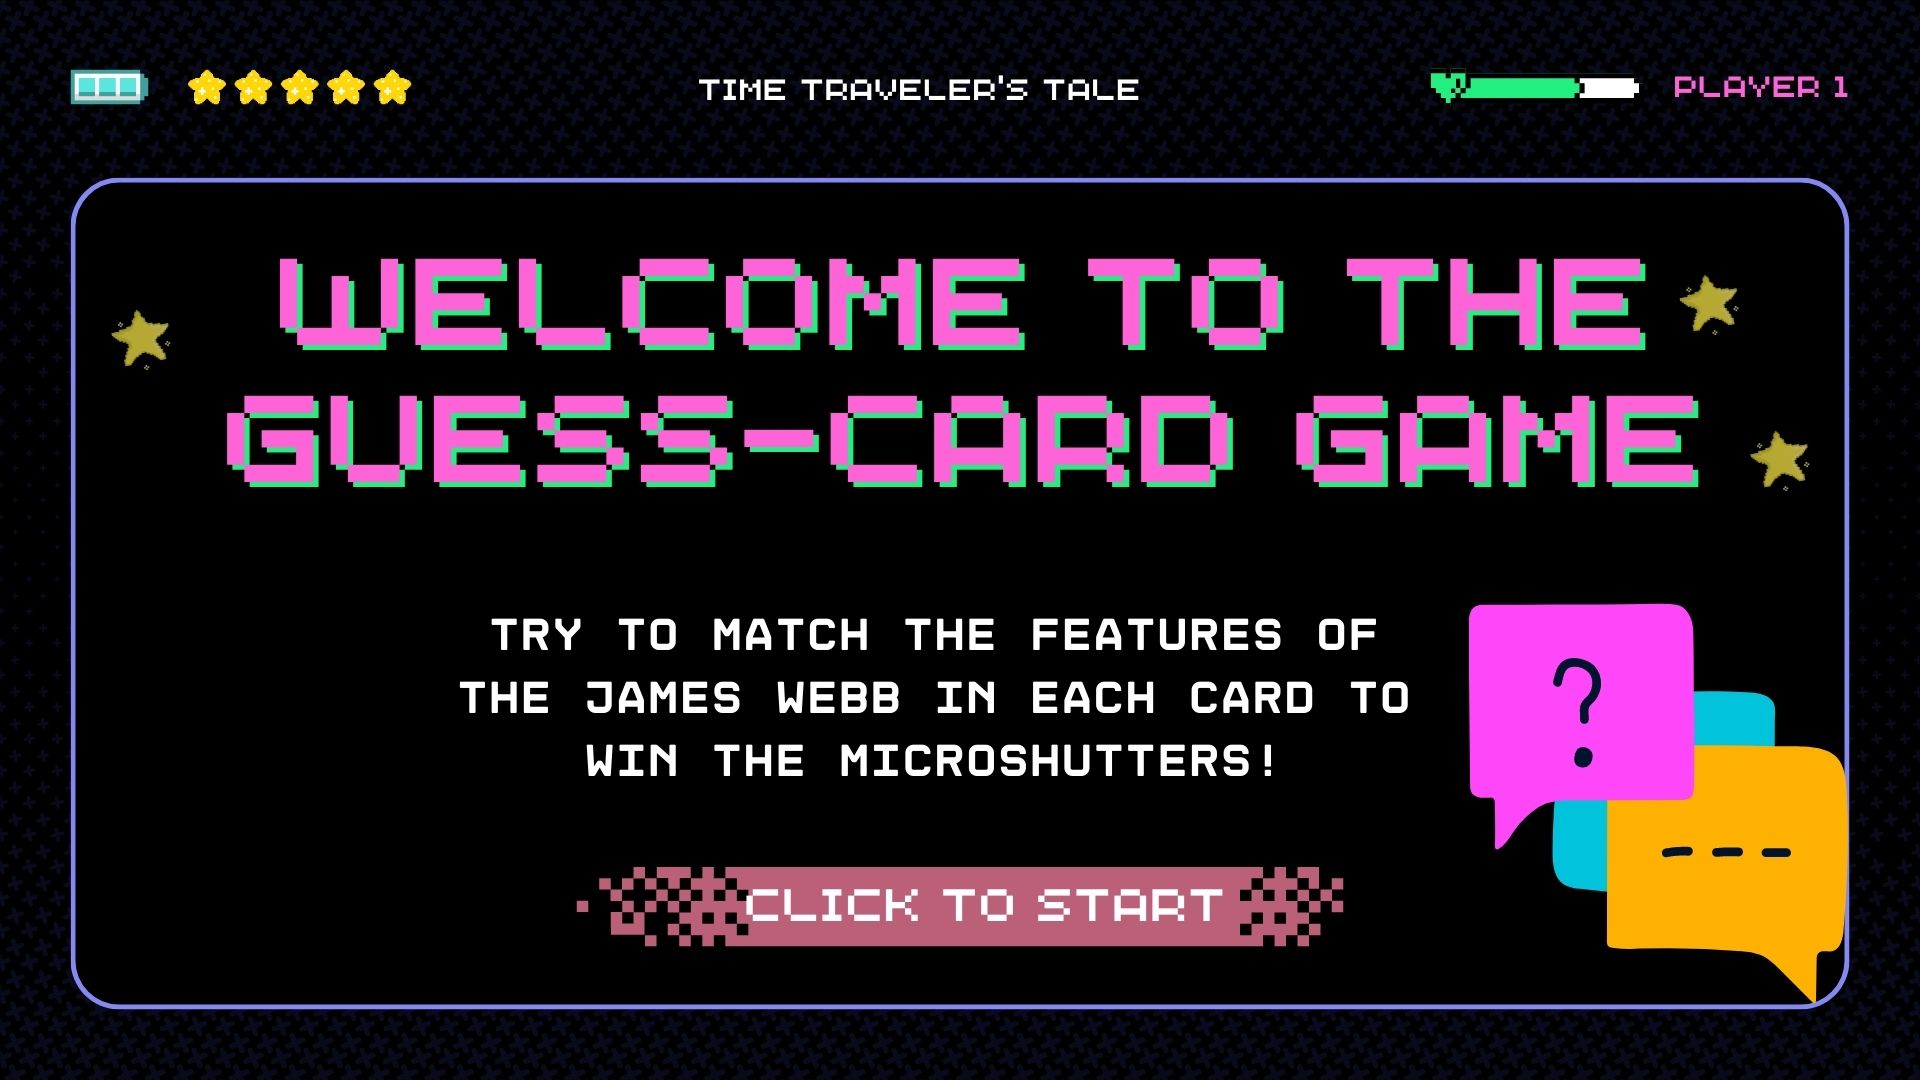 TIME TRAVELER'S TALE
PLAYER 1
WELCOME TO THE
GUESS-CARD GAME
TRY TO MATCH THE FEATURES OF
THE JAMES WEBB IN EACH CARD TO
WIN THE MICROSHUTTERS!
?
CLICK TO START